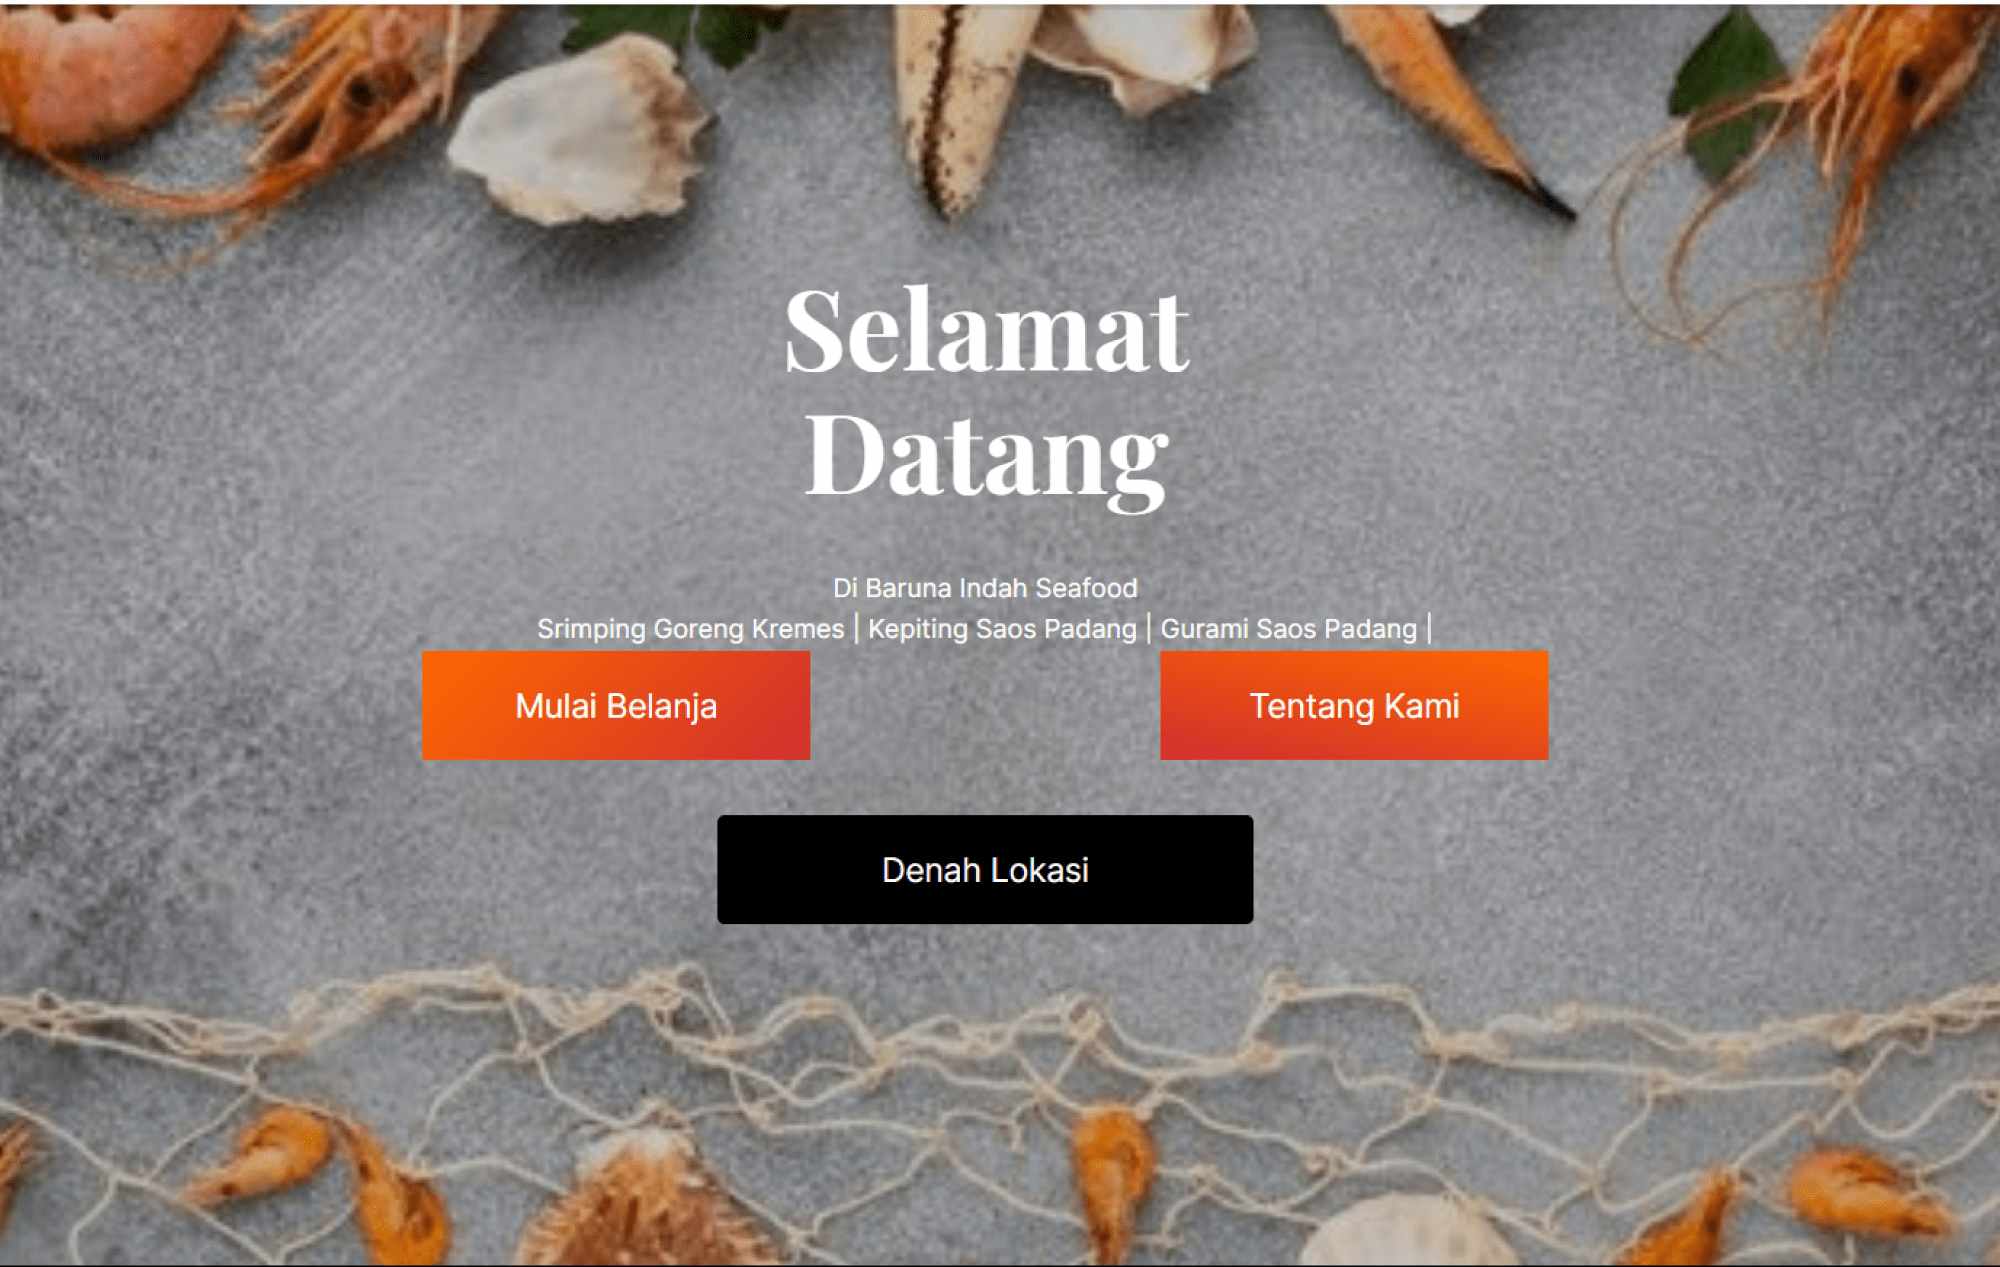 Selamat
Datang
Di Baruna Indah Seafood
Srimping Goreng Kremes | Kepiting Saos Padang | Gurami Saos Padang |
Mulai Belanja
Tentang Kami
Denah Lokasi